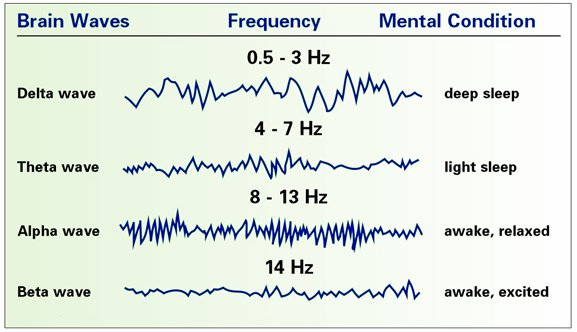 Brain Waves Frequency Mental Condition
0.5 - 3 Hz
Delta wave deep sleep
4 - 7 Hz
Theta wave light sleep
8 - 13 Hz
Alpha wave awake, relaxed
14 Hz
Beta wave awake, excited